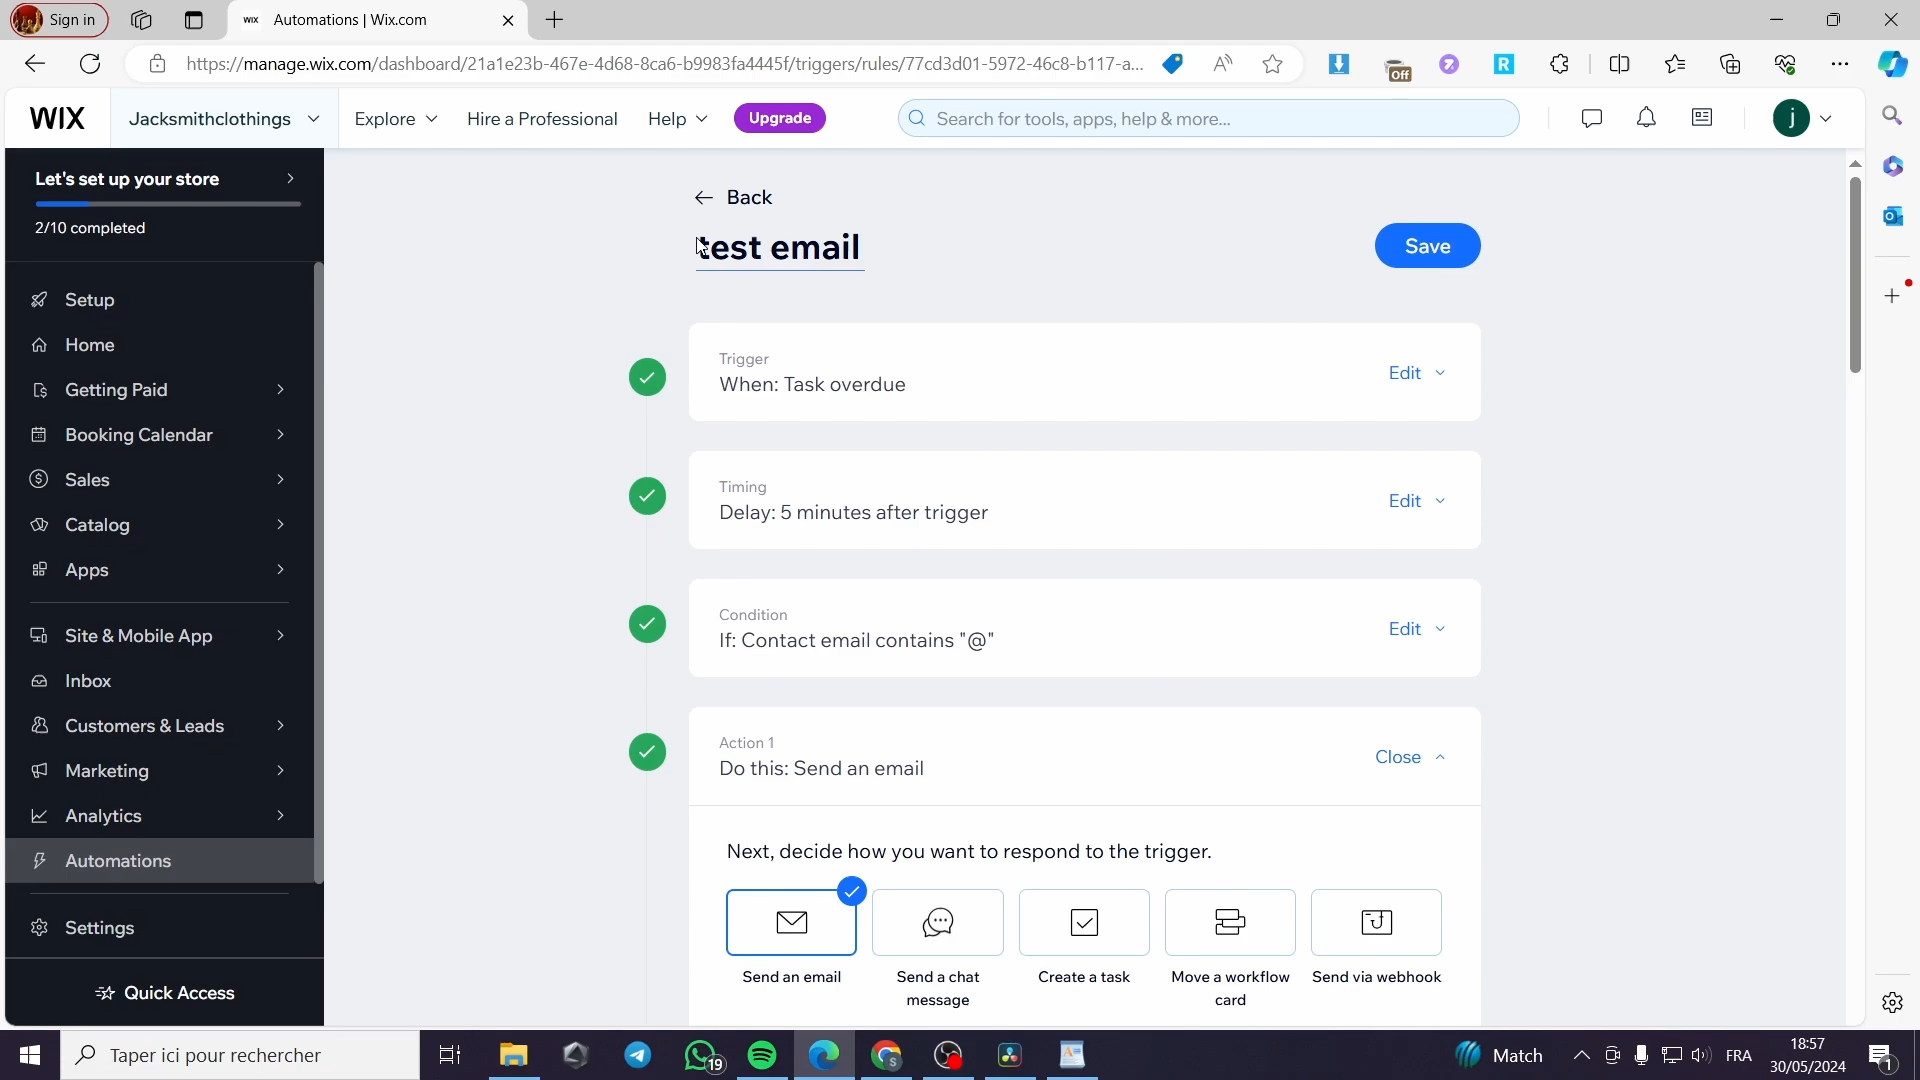 Sign in
WIX
Automations | Wix.com
https://manage.wix.com/dashboard/21a1e23b-467e-4d68-8ca6-b9983fa4445f/triggers/rules/77cd3d01-5972-46c8-b117-a...
Off
WIX
Jacksmithclothings
Explore
Hire a Professional
Help
Upgrade
Search for tools, apps, help & more...
j
Let's set up your store
2/10 completed
Setup
Home
Getting Paid
Booking Calendar
Sales
Catalog
Apps
Site & Mobile App
Inbox
Customers & Leads
Marketing
Analytics
Automations
Settings
Quick Access
Back
test email
Save
Trigger
When: Task overdue
Edit
Timing
Delay: 5 minutes after trigger
Edit
Condition
If: Contact email contains "@"
Edit
Action 1
Do this: Send an email
Close
Next, decide how you want to respond to the trigger.
Send an email
Send a chat
message
Create a task
Move a workflow
card
Send via webhook
Taper ici pour rechercher
19
Match
FRA
18:57
30/05/2024
1